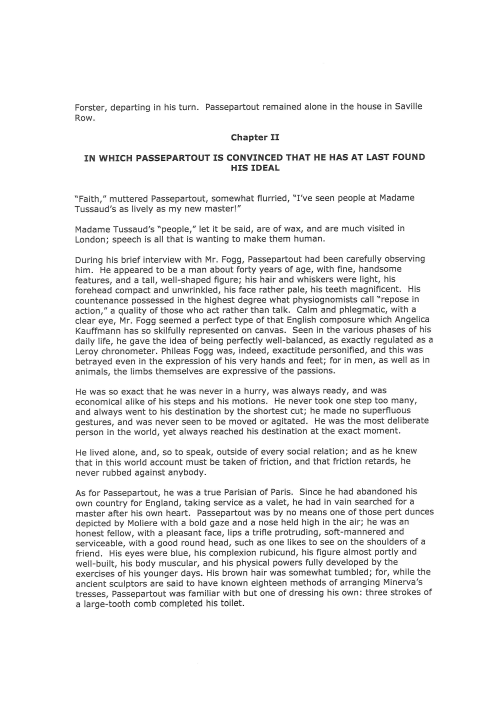 Forster, departing in his turn.  Passepartout remained alone in the house in Saville
Row.
Chapter II
IN WHICH PASSEPARTOUT IS CONVINCED THAT HE HAS AT LAST FOUND
HIS IDEAL
“Faith,” muttered Passepartout, somewhat flurried, “I’ve seen people at Madame
Tussaud’s as lively as my new master!”
Madame Tussaud’s “people,” let it be said, are of wax, and are much visited in
London; speech is all that is wanting to make them human.
During his brief interview with Mr. Fogg, Passepartout had been carefully observing
him.  He appeared to be a man about forty years of age, with fine, handsome
features, and a tall, well-shaped figure; his hair and whiskers were light, his
forehead compact and unwrinkled, his face rather pale, his teeth magnificent.  His
countenance possessed in the highest degree what physiognomists call “repose in
action,” a quality of those who act rather than talk.  Calm and phlegmatic, with a
clear eye, Mr. Fogg seemed a perfect type of that English composure which Angelica
Kauffmann has so skilfully represented on canvas.  Seen in the various phases of his
daily life, he gave the idea of being perfectly well-balanced, as exactly regulated as a
Leroy chronometer. Phileas Fogg was, indeed, exactitude personified, and this was
betrayed even in the expression of his very hands and feet; for in men, as well as in
animals, the limbs themselves are expressive of the passions.
He was so exact that he was never in a hurry, was always ready, and was
economical alike of his steps and his motions.  He never took one step too many,
and always went to his destination by the shortest cut; he made no superfluous
gestures, and was never seen to be moved or agitated.  He was the most deliberate
person in the world, yet always reached his destination at the exact moment.
He lived alone, and, so to speak, outside of every social relation; and as he knew
that in this world account must be taken of friction, and that friction retards, he
never rubbed against anybody.
As for Passepartout, he was a true Parisian of Paris.  Since he had abandoned his
own country for England, taking service as a valet, he had in vain searched for a
master after his own heart.  Passepartout was by no means one of those pert dunces
depicted by Moliere with a bold gaze and a nose held high in the air; he was an
honest fellow, with a pleasant face, lips a trifle protruding, soft-mannered and
serviceable, with a good round head, such as one likes to see on the shoulders of a
friend.  His eyes were blue, his complexion rubicund, his figure almost portly and
well-built, his body muscular, and his physical powers fully developed by the
exercises of his younger days. His brown hair was somewhat tumbled; for, while the
ancient sculptors are said to have known eighteen methods of arranging Minerva’s
tresses, Passepartout was familiar with but one of dressing his own: three strokes of
a large-tooth comb completed his toilet.